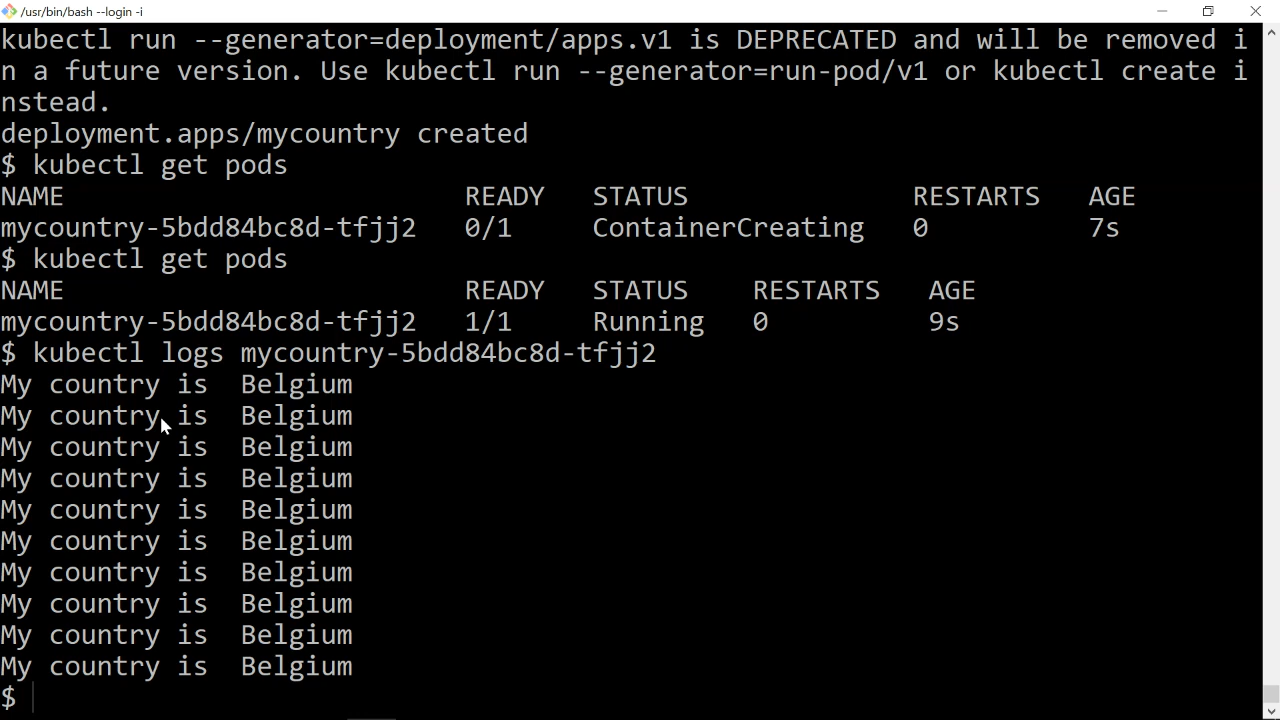 /usr/bin/bash --login -i
kubectl run --generator=deployment/apps.v1 is DEPRECATED and will be removed i
n a future version. Use kubectl run --generator=run-pod/v1 or kubectl create i
nstead.
deployment.apps/mycountry created
$ kubectl get pods
NAME READY STATUS RESTARTS AGE
mycountry-5bdd84bc8d-tfjj2 0/1 ContainerCreating 0 7s
$ kubectl get pods
NAME READY STATUS RESTARTS AGE
mycountry-5bdd84bc8d-tfjj2 1/1 Running 0 9s
$ kubectl logs mycountry-5bdd84bc8d-tfjj2
My country is  Belgium
My country is  Belgium
My country is  Belgium
My country is  Belgium
My country is  Belgium
My country is  Belgium
My country is  Belgium
My country is  Belgium
My country is  Belgium
My country is  Belgium
$